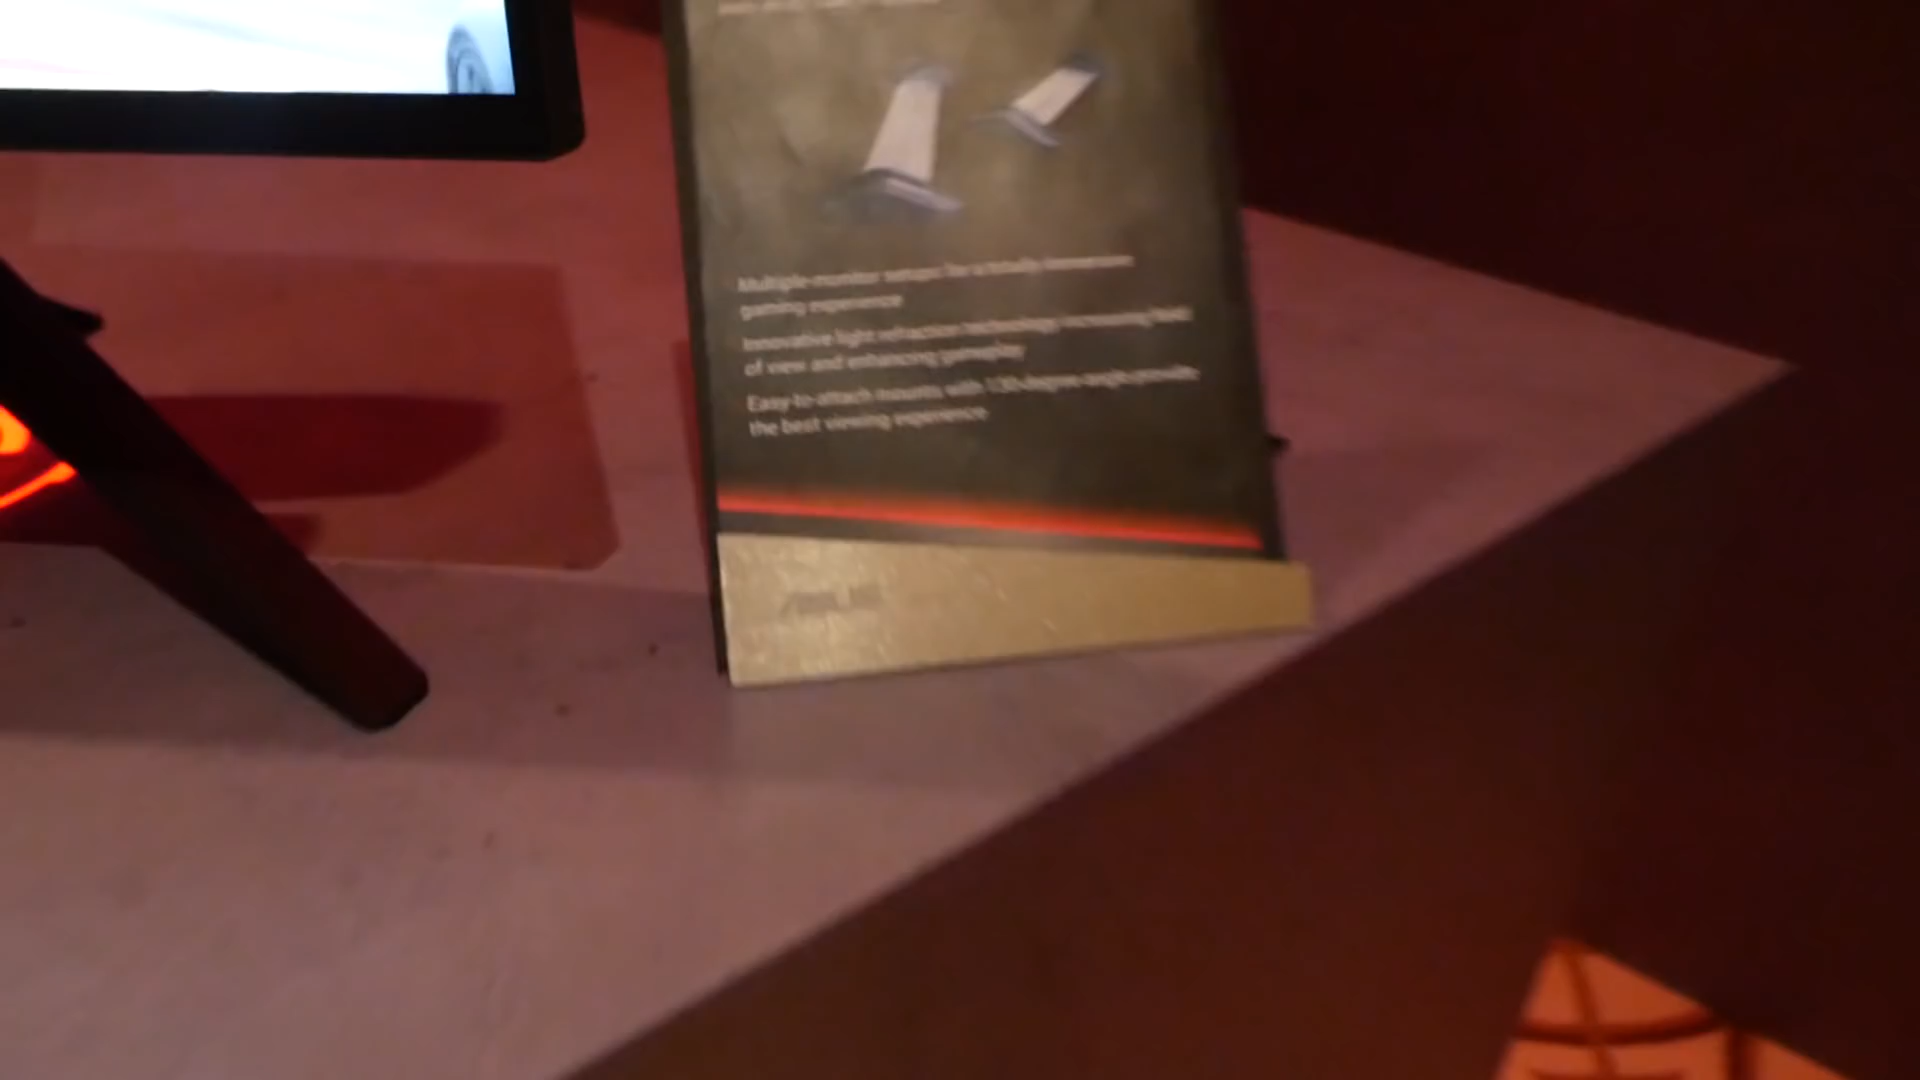 Multiple-monitor setups for a totally immersive
gaming experience
Innovative light refraction technology increasing field
of view and enhancing gameplay
Easy-to-attach mounts with 130-degree angle provide
the best viewing experience
ASUS